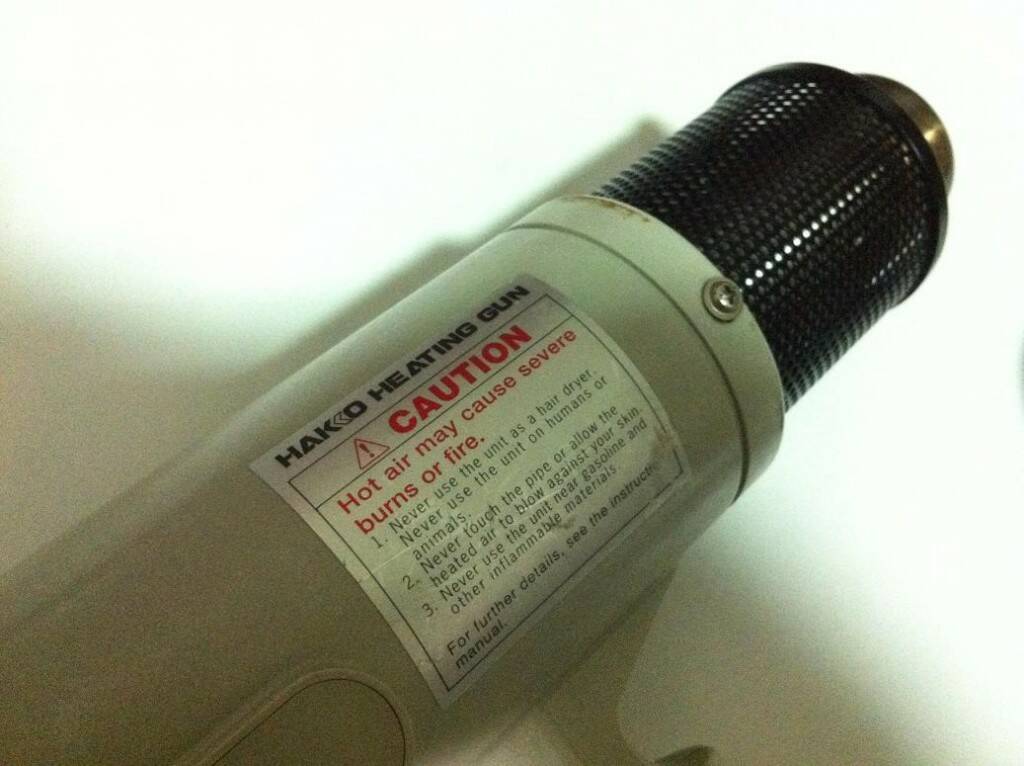 HAKKO HEATING GUN
CAUTION
Hot air may cause severe
burns or fire.
1. Never use the unit as a hair dryer.
Never use the unit on humans or
animals.
2. Never touch the pipe or allow the
heated air to blow against your skin.
3. Never use the unit near gasoline and
other inflammable materials.
For further details, see the instruction
manual.